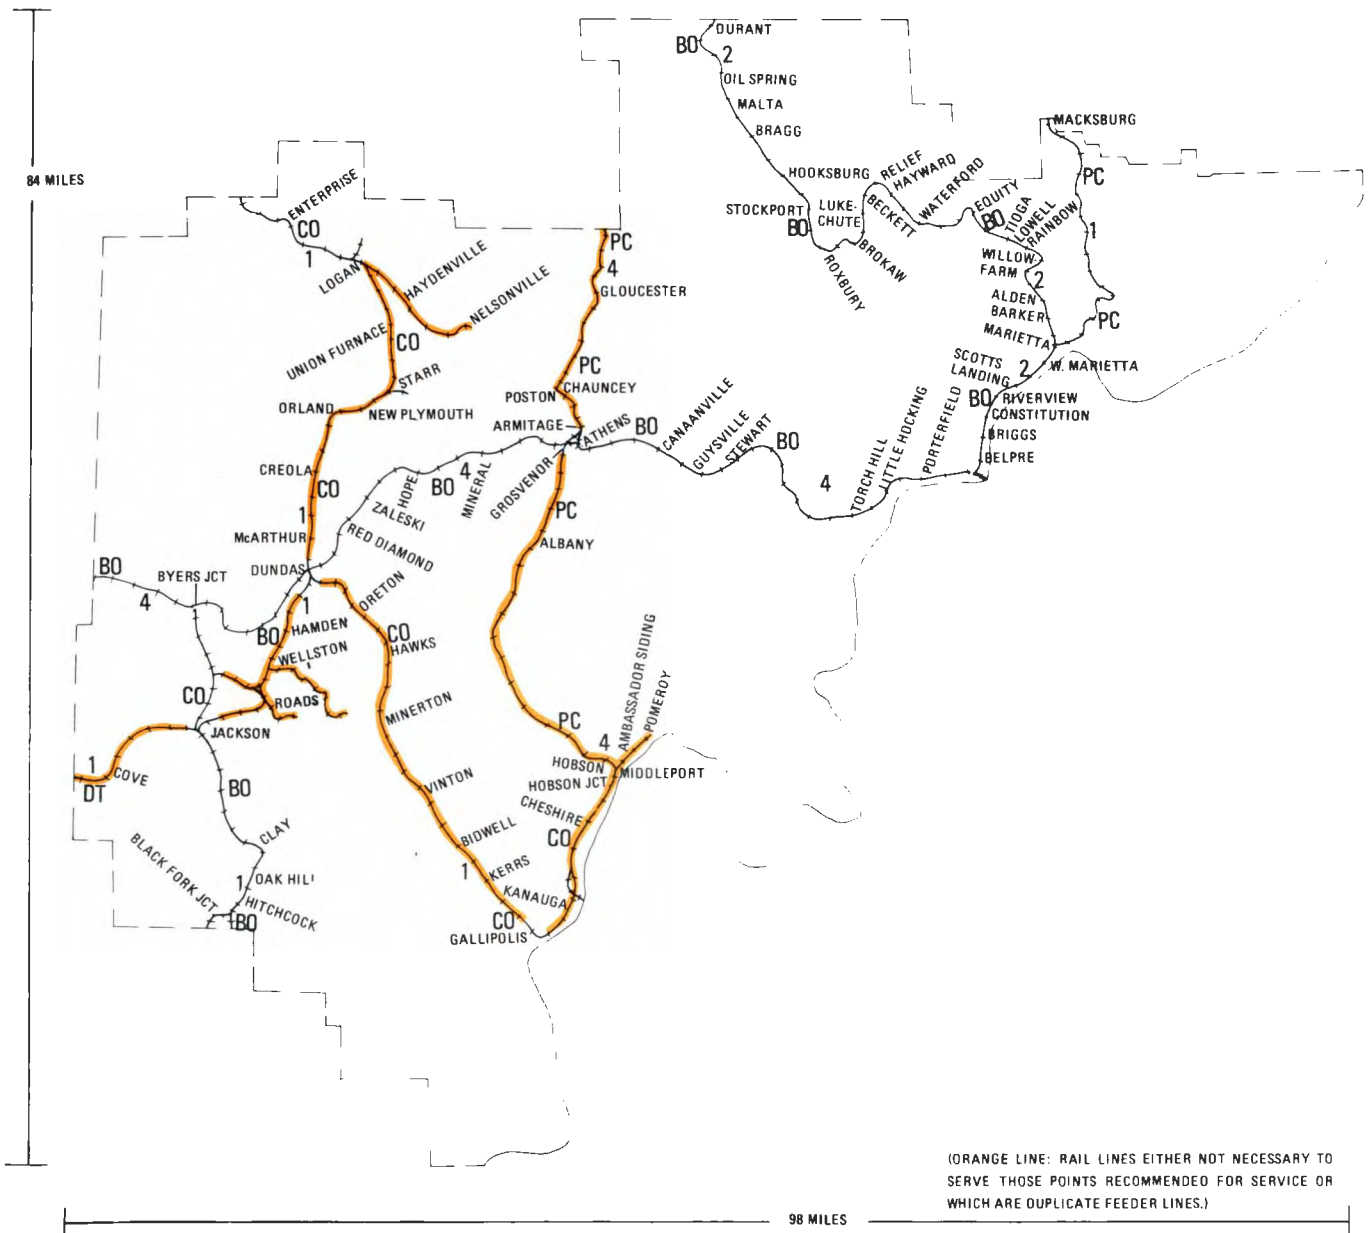 DURANT
BO
2
OIL SPRING
MALTA
BRAGG
MACKSBURG
PC
84 MILES
HOOKSBURG
RELIEF
HAYWARD
WATERFORD
ENTERPRISE
CO
1
LOGAN
HAYDENVILLE
NELSONVILLE
PC
4
GLOUCESTER
STOCKPORT
BO
LUKE-
CHUTE
BECKETT
BROKAW
ROXBURY
EQUITY
BO
TIOGA
LOWELL
RAINBOW
1
WILLOW
FARM
2
ALDEN
BARKER
PC
MARIETTA
UNION FURNACE
CO
STARR
ORLAND
NEW PLYMOUTH
PC
CHAUNCEY
POSTON
ARMITAGE
ATHENS
BO
CANAANVILLE
GUYSVILLE
STEWART
BO
4
TORCH HILL
LITTLE HOCKING
PORTERFIELD
SCOTTS
LANDING
2
W. MARIETTA
BO
RIVERVIEW
CONSTITUTION
BRIGGS
BELPRE
CREOLA
CO
1
McARTHUR
HOPE
BO
4
MINERAL
GROSVENOR
ZALESKI
RED DIAMOND
PC
ALBANY
DUNDAS
BYERS JCT
BO
4
1
ORETON
BO
HAMDEN
CO
HAWKS
WELLSTON
CO
ROADS
JACKSON
MINERTON
PC
4
AMBASSADOR SIDING
POMEROY
HOBSON
HOBSON JCT
MIDDLEPORT
1
COVE
DT
BO
VINTON
CHESHIRE
CO
CLAY
BIDWELL
BLACK FORK JCT
1
OAK HILL
HITCHCOCK
BO
1
KERRS
KANAUGA
CO
GALLIPOLIS
(ORANGE LINE: RAIL LINES EITHER NOT NECESSARY TO
SERVE THOSE POINTS RECOMMENDED FOR SERVICE OR
WHICH ARE DUPLICATE FEEDER LINES.)
98 MILES